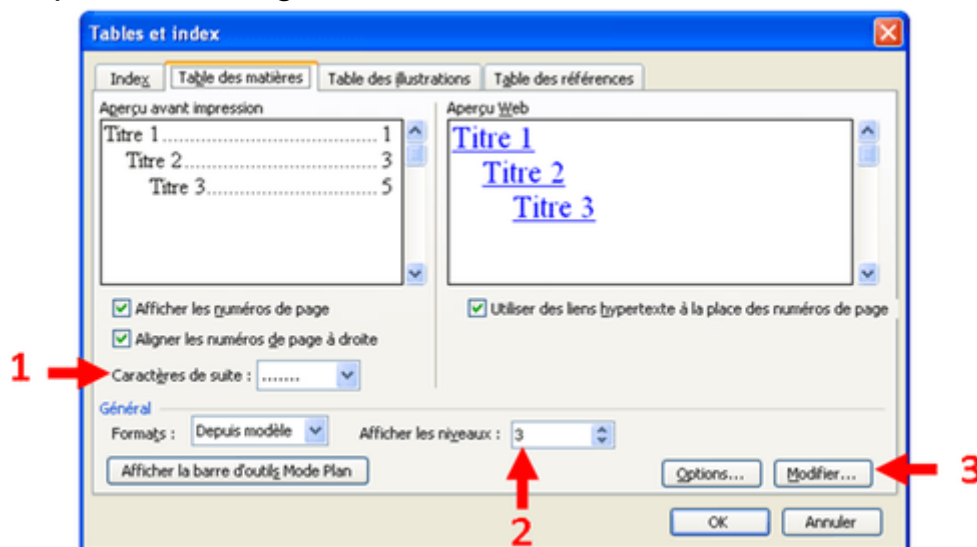 Tables et index
Index Table des matières Table des illustrations Table des références
Aperçu avant impression Aperçu Web
Titre 1 ........................................ 1
Titre 2 .................................... 3
Titre 3 ................................ 5
Titre 1
Titre 2
Titre 3
Afficher les numéros de page Utiliser des liens hypertexte à la place des numéros de page
Aligner les numéros de page à droite
1 Caractères de suite : .......
Général
Formats : Depuis modèle Afficher les niveaux : 3
Afficher la barre d'outils Mode Plan Options... Modifier... 3
2 OK Annuler